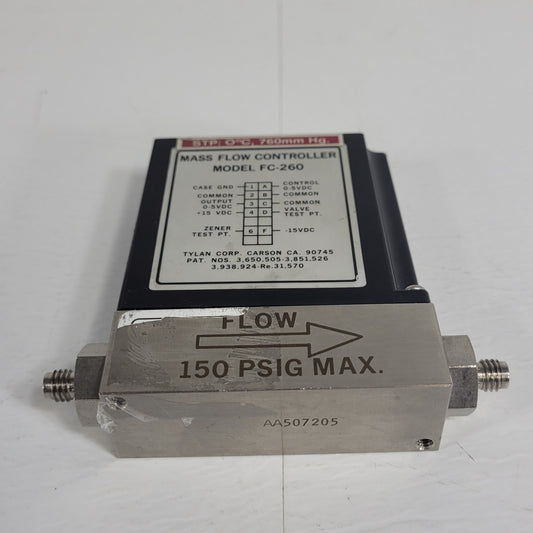 STP: O°C, 760mm Hg.
MASS FLOW CONTROLLER
MODEL FC-260
CASE GND 1 A CONTROL 0-5VDC
COMMON 2 B COMMON
OUTPUT 0-5VDC 3 C COMMON
+15 VDC 4 D VALVE TEST PT.
ZENER TEST PT. 6 F -15VDC
TYLAN CORP. CARSON CA. 90745
PAT. NOS. 3,650,505-3,851,526
3,938,924-Re.31,570
FLOW
150 PSIG MAX.
AA507205